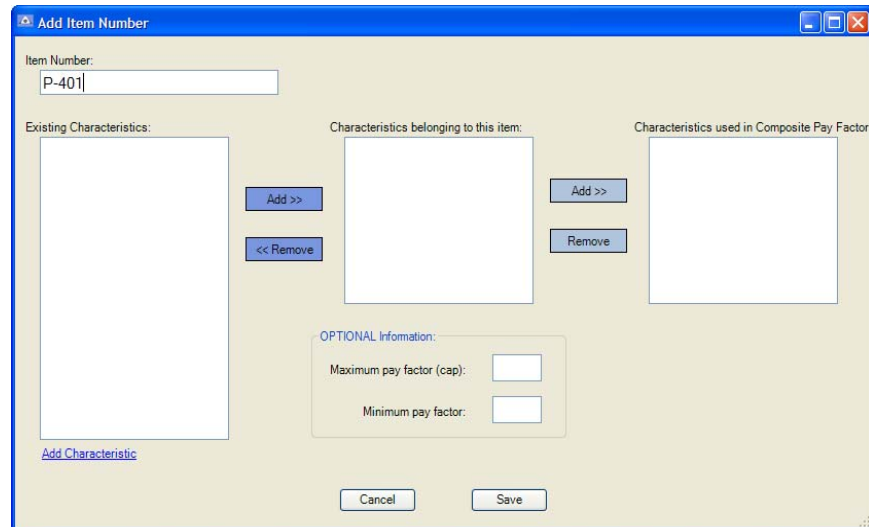 Add Item Number
Item Number:
P-401
Existing Characteristics:
Characteristics belonging to this item:
Characteristics used in Composite Pay Factor
Add >>
Add >>
<< Remove
Remove
OPTIONAL Information:
Maximum pay factor (cap):
Minimum pay factor:
Add Characteristic
Cancel
Save